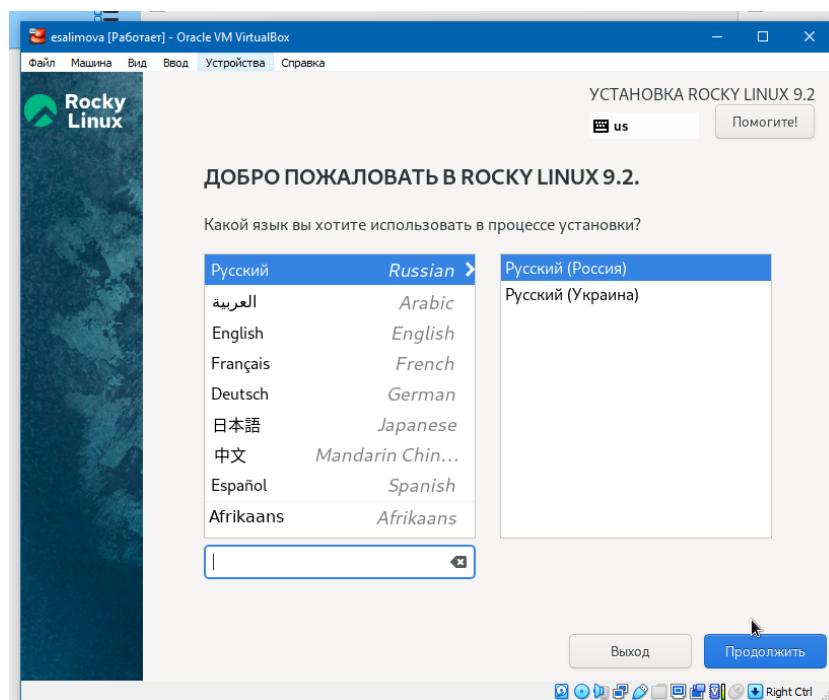 esalimova [Работает] - Oracle VM VirtualBox
Файл Машина Вид Ввод Устройства Справка
Rocky
Linux
УСТАНОВКА ROCKY LINUX 9.2
us
Помогите!
ДОБРО ПОЖАЛОВАТЬ В ROCKY LINUX 9.2.
Какой язык вы хотите использовать в процессе установки?
Русский Russian
العربية Arabic
English English
Français French
Deutsch German
日本語 Japanese
中文 Mandarin Chin...
Español Spanish
Afrikaans Afrikaans
Русский (Россия)
Русский (Украина)
Выход
Продолжить
Right Ctrl